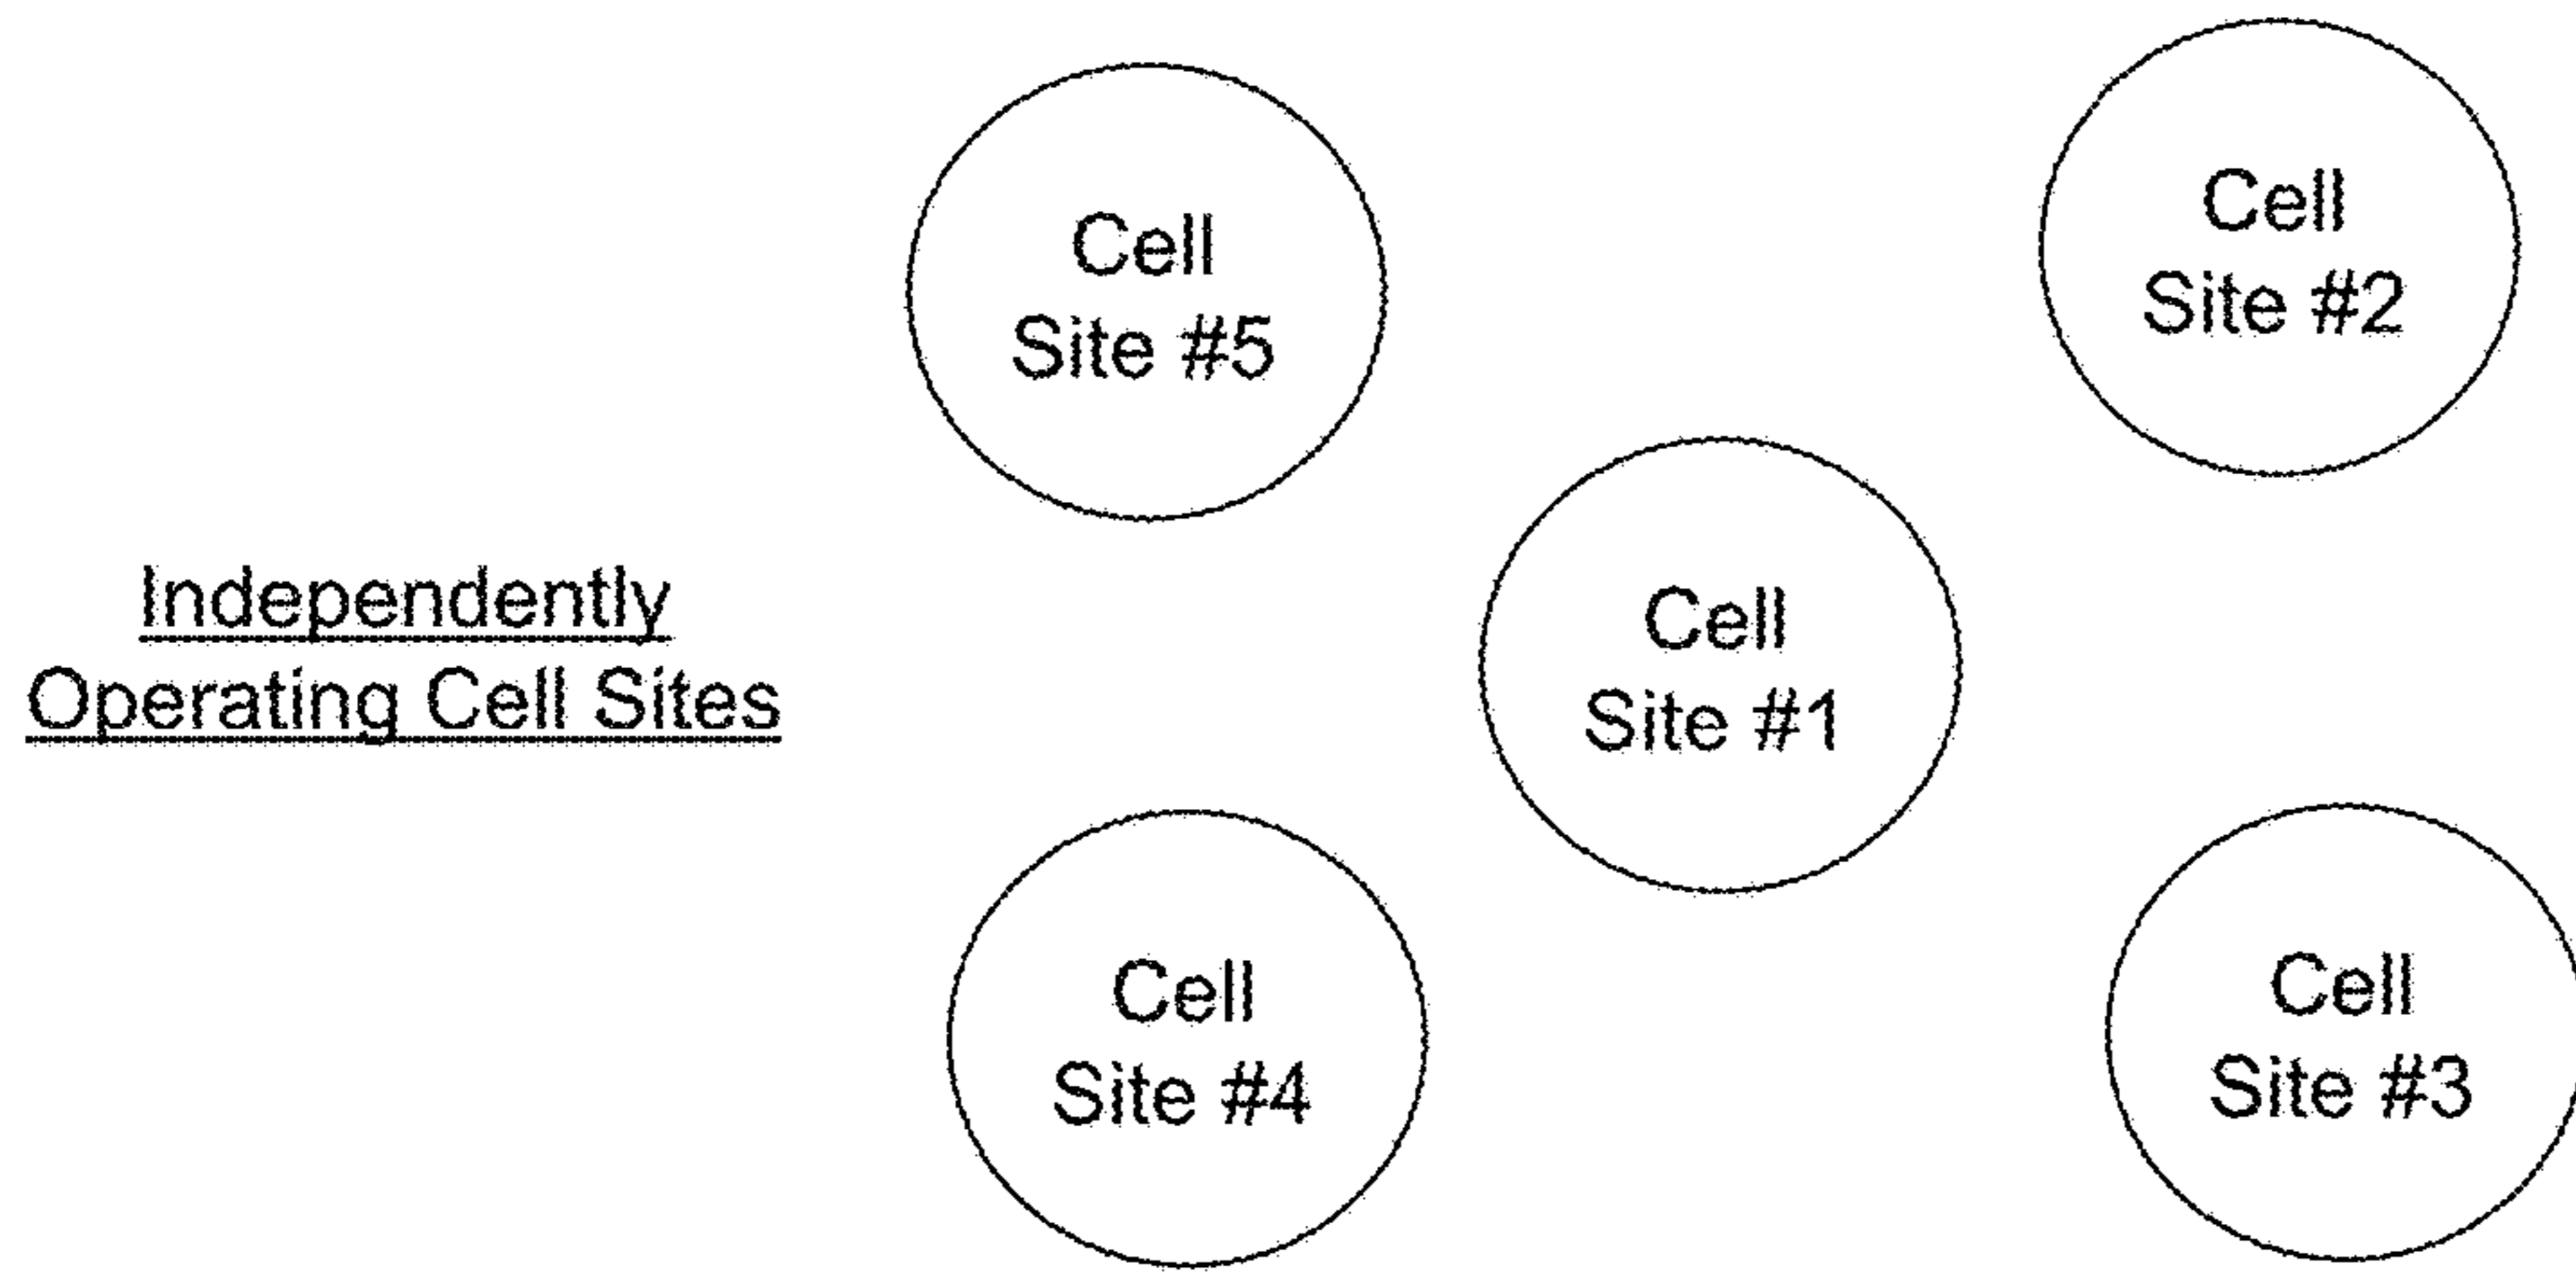 Cell
Site #5
Cell
Site #2
Independently
Operating Cell Sites
Cell
Site #1
Cell
Site #4
Cell
Site #3